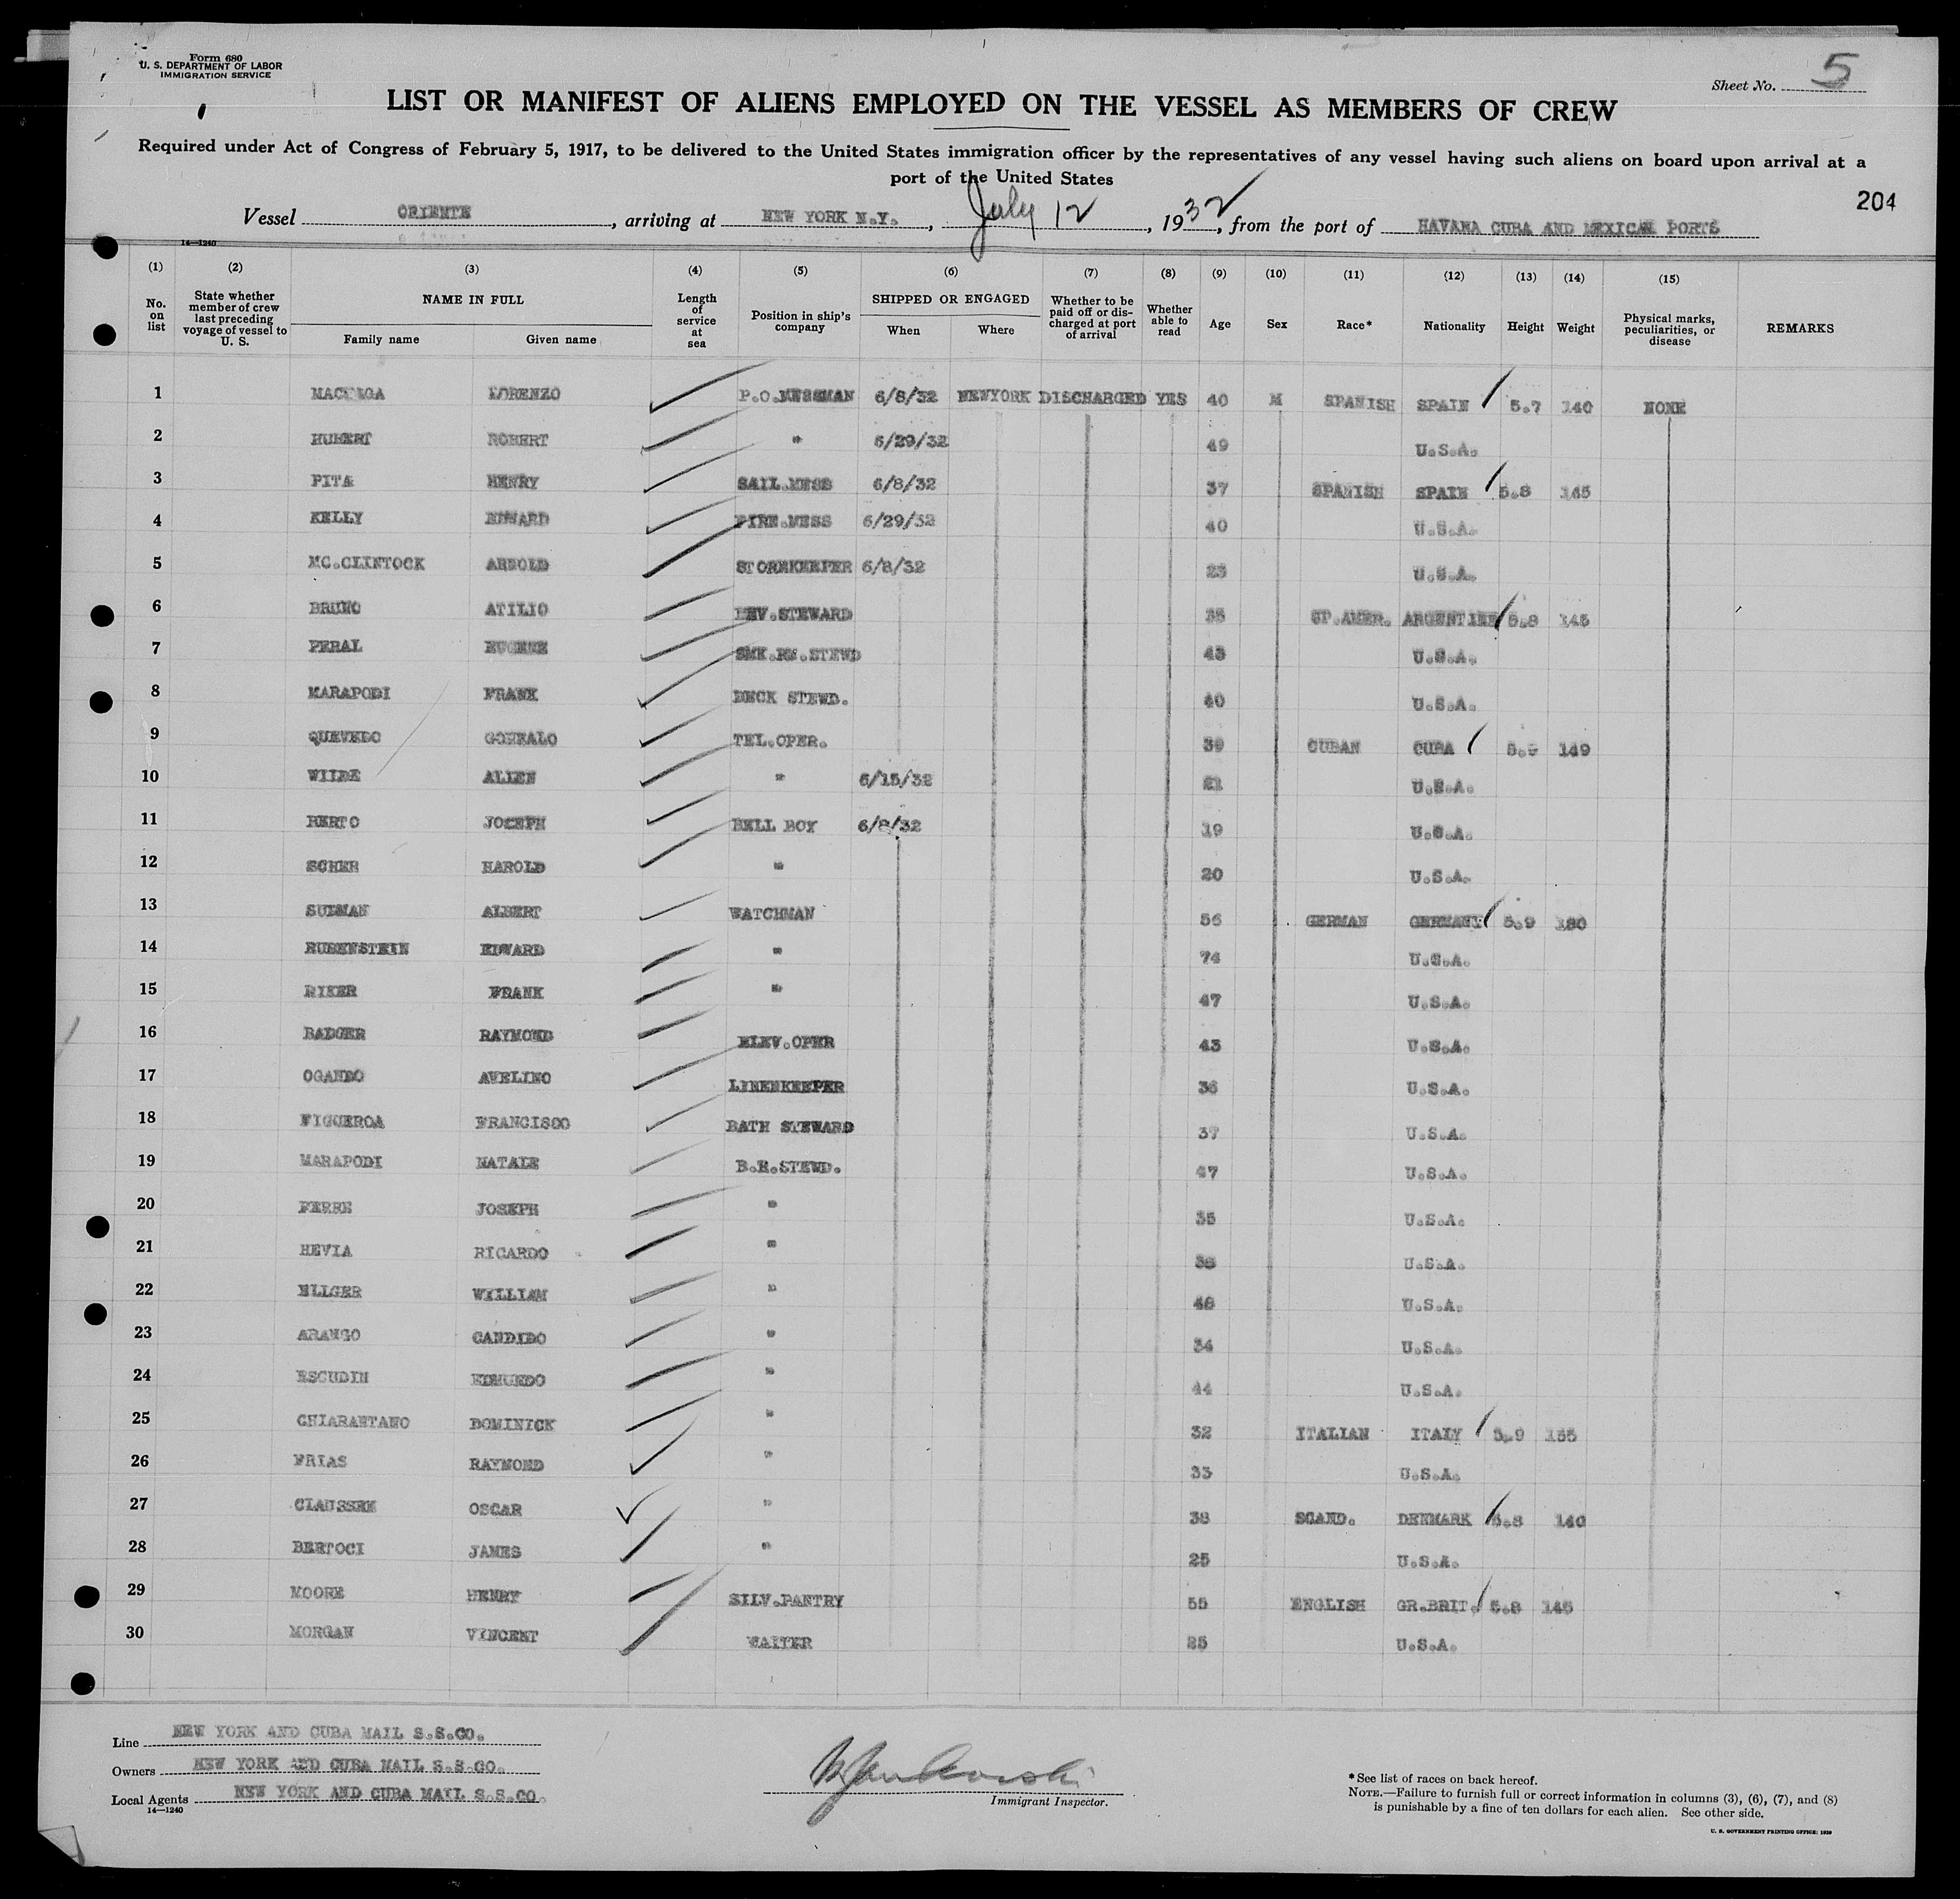 Form 680
U. S. DEPARTMENT OF LABOR
IMMIGRATION SERVICE
Sheet No. 5
LIST OR MANIFEST OF ALIENS EMPLOYED ON THE VESSEL AS MEMBERS OF CREW
Required under Act of Congress of February 5, 1917, to be delivered to the United States immigration officer by the representatives of any vessel having such aliens on board upon arrival at a
port of the United States
204
Vessel ORIENTE, arriving at NEW YORK N.Y., July 12, 1932, from the port of HAVANA CUBA AND MEXICAN PORTS
14—1240
(1) (2) (3) (4) (5) (6) (7) (8) (9) (10) (11) (12) (13) (14) (15)
No. on list
State whether member of crew last preceding voyage of vessel to U. S.
NAME IN FULL
Family name Given name
Length of service at sea
Position in ship's company
SHIPPED OR ENGAGED
When Where
Whether to be paid off or discharged at port of arrival
Whether able to read
Age Sex Race* Nationality Height Weight
Physical marks, peculiarities, or disease
REMARKS
1 LORENZO P.O.MESSMAN 6/8/32 NEWYORK DISCHARGED YES 40 M SPANISH SPAIN 5.7 140 NONE
2 HUBERT ROBERT " 6/29/32 49 U.S.A.
3 PITA HENRY SAIL.MESS 6/8/32 37 SPANISH SPAIN 5.8 165
4 KELLY EDWARD FIRE.MESS 6/29/32 40 U.S.A.
5 MC.CLINTOCK ARNOLD STOREKEEPER 6/8/32 23 U.S.A.
6 BRUNO ATILIO BEV.STEWARD 35 SP.AMER. ARGENTINE 5.8 145
7 PERAL EUGENE SMK.RM.STEWD 43 U.S.A.
8 MARAPODI FRANK DECK STEWD. 40 U.S.A.
9 QUEVEDO GONZALO TEL.OPER. 39 CUBAN CUBA 149
10 WILDE ALLEN " 6/15/32 21 U.S.A.
11 BERTO JOSEPH BELL BOY 6/8/32 19 U.S.A.
12 SCHER HAROLD " 20 U.S.A.
13 ALBERT WATCHMAN 56 GERMAN GERMANY 5.9 180
14 RUBENSTEIN EDWARD " 74 U.S.A.
15 RIKER FRANK " 47 U.S.A.
16 BADGER RAYMOND ELEV.OPER 43 U.S.A.
17 OGANDO AVELINO LINENKEEPER 36 U.S.A.
18 FIGUEROA FRANCISCO BATH STEWARD 37 U.S.A.
19 MARAPODI NATALE B.R.STEWD. 47 U.S.A.
20 FERRE JOSEPH " 35 U.S.A.
21 HEVIA RICARDO " 38 U.S.A.
22 ELLGER WILLIAM " 48 U.S.A.
23 ARANGO CANDIDO " 34 U.S.A.
24 ESCUDIN EDMUNDO " 44 U.S.A.
25 CHIARANTANO DOMINICK " 32 ITALIAN ITALY 5.9 155
26 FRIAS RAYMOND " 33 U.S.A.
27 CLAUSSEN OSCAR " 38 SCAND. DENMARK 5.8 140
28 BERTOCI JAMES " 25 U.S.A.
29 MOORE HENRY SILV.PANTRY 55 ENGLISH GR.BRIT. 5.8 145
30 MORGAN VINCENT WAITER 25 U.S.A.
Line NEW YORK AND CUBA MAIL S.S.CO.
Owners NEW YORK AND CUBA MAIL S.S.CO.
Local Agents NEW YORK AND CUBA MAIL S.S.CO.
14—1240
Immigrant Inspector.
*See list of races on back hereof.
NOTE.—Failure to furnish full or correct information in columns (3), (6), (7), and (8)
is punishable by a fine of ten dollars for each alien. See other side.
U. S. GOVERNMENT PRINTING OFFICE: 1929